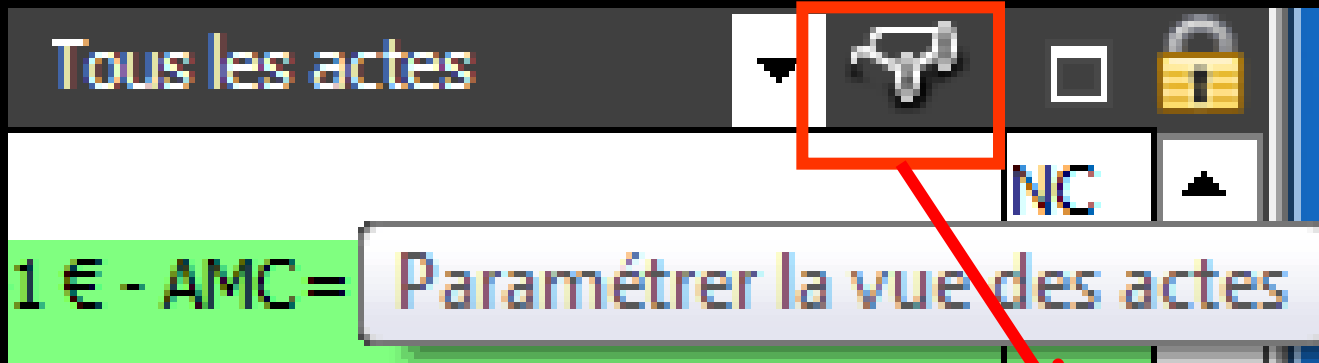 Tous les actes
NC
1 € - AMC=
Paramétrer la vue des actes